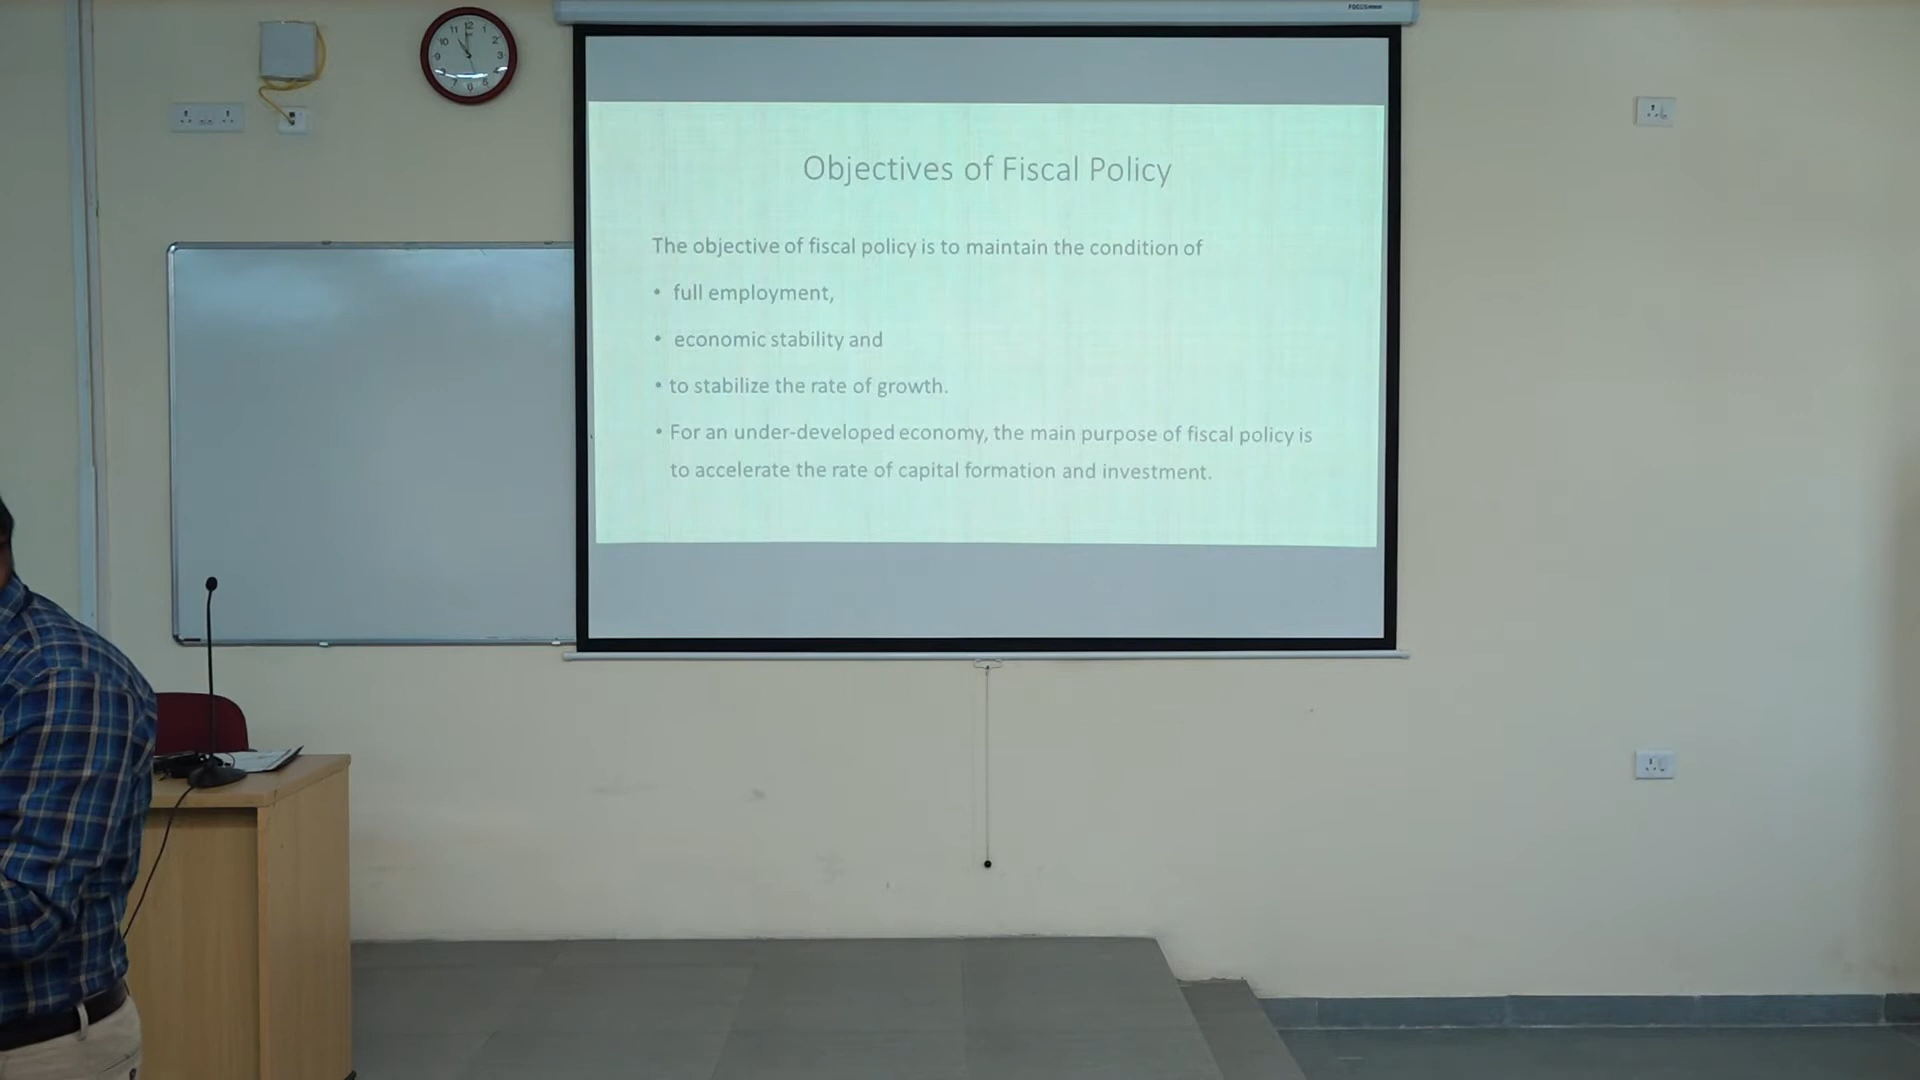 Objectives of Fiscal Policy
The objective of fiscal policy is to maintain the condition of
• full employment,
• economic stability and
• to stabilize the rate of growth.
• For an under-developed economy, the main purpose of fiscal policy is
to accelerate the rate of capital formation and investment.